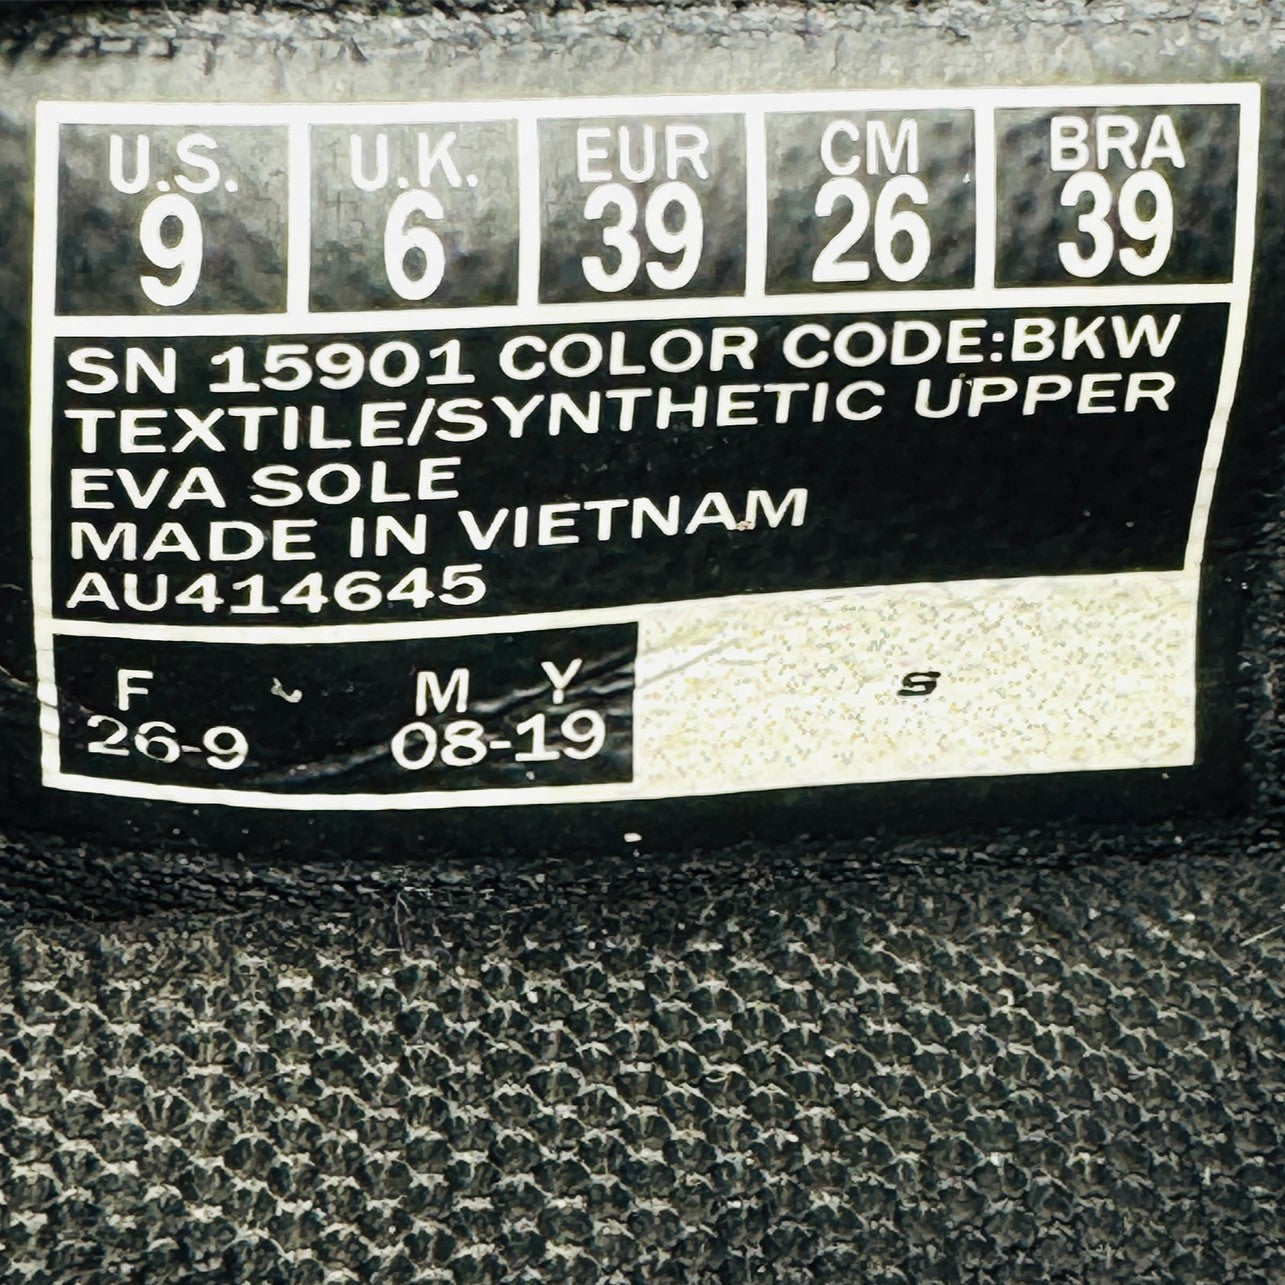 U.S. U.K. EUR CM BRA
9 6 39 26 39
SN 15901 COLOR CODE:BKW
TEXTILE/SYNTHETIC UPPER
EVA SOLE
MADE IN VIETNAM
AU414645
F M Y
26-9 08-19
S